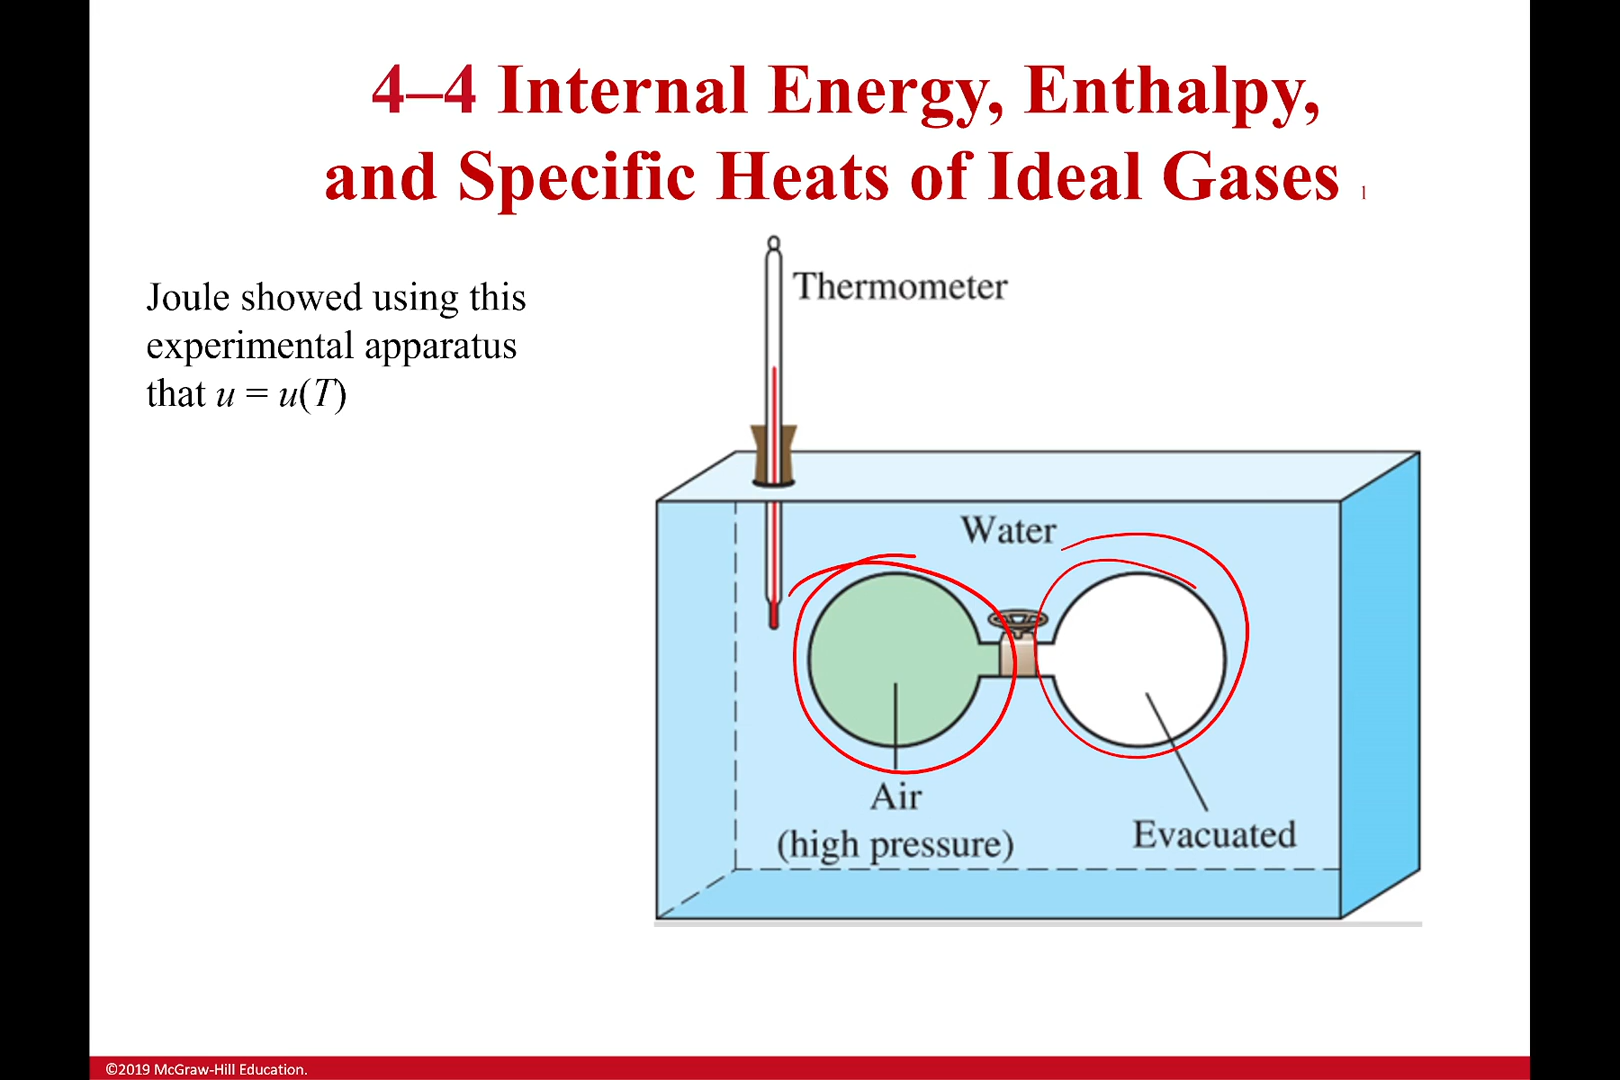 4–4 Internal Energy, Enthalpy,
and Specific Heats of Ideal Gases 1
Joule showed using this
experimental apparatus
that u = u(T)
Thermometer
Water
Air
(high pressure)
Evacuated
©2019 McGraw-Hill Education.